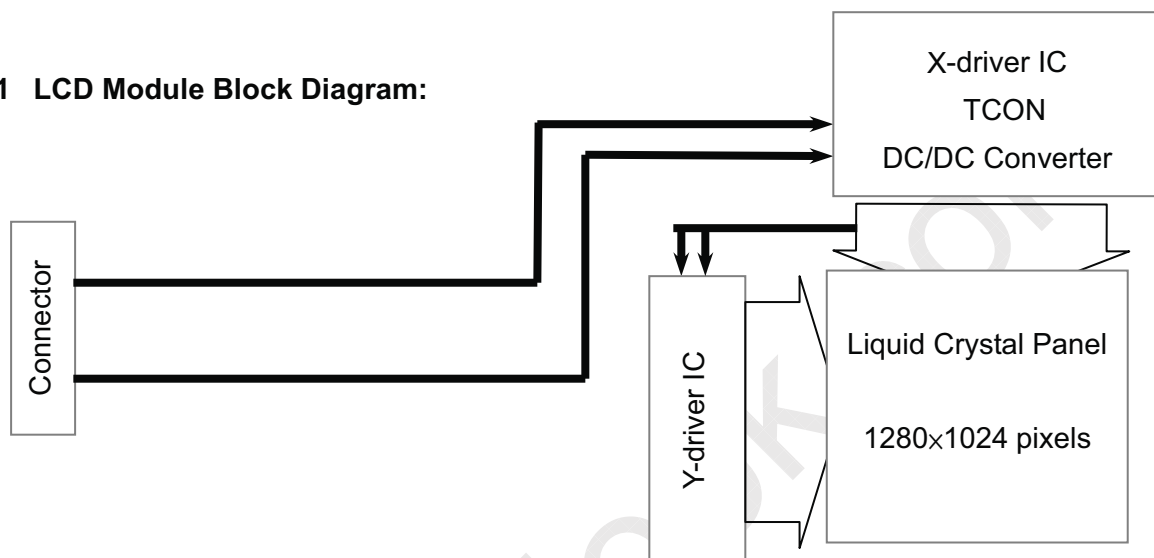 1 LCD Module Block Diagram:
X-driver IC
TCON
DC/DC Converter
Connector
Y-driver IC
Liquid Crystal Panel
1280×1024 pixels